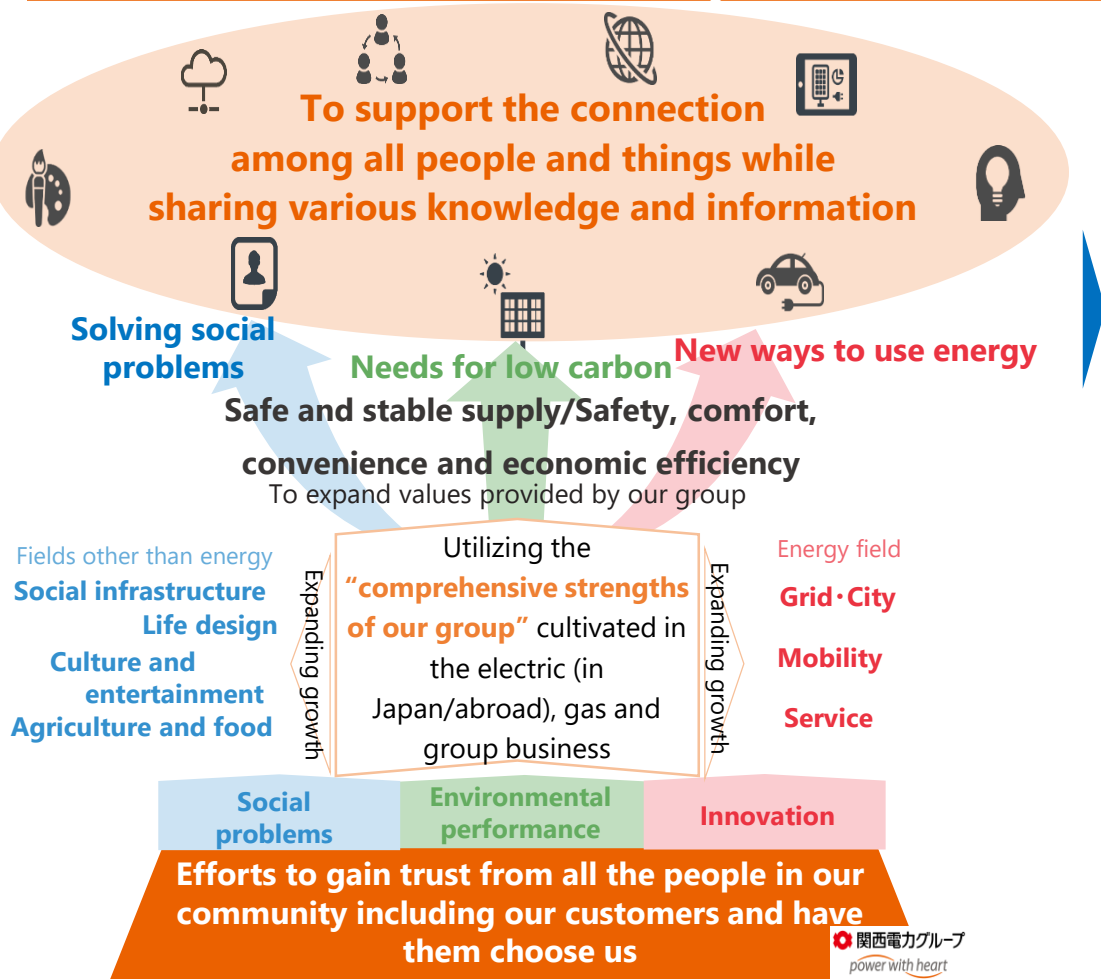 To support the connection
among all people and things while
sharing various knowledge and information
Solving social
problems
Needs for low carbon
New ways to use energy
Safe and stable supply/Safety, comfort,
convenience and economic efficiency
To expand values provided by our group
Fields other than energy
Social infrastructure
Life design
Culture and
entertainment
Agriculture and food
Expanding growth
Utilizing the
“comprehensive strengths
of our group” cultivated in
the electric (in
Japan/abroad), gas and
group business
Expanding growth
Energy field
Grid・City
Mobility
Service
Social
problems
Environmental
performance
Innovation
Efforts to gain trust from all the people in our
community including our customers and have
them choose us
関西電力グループ
power with heart